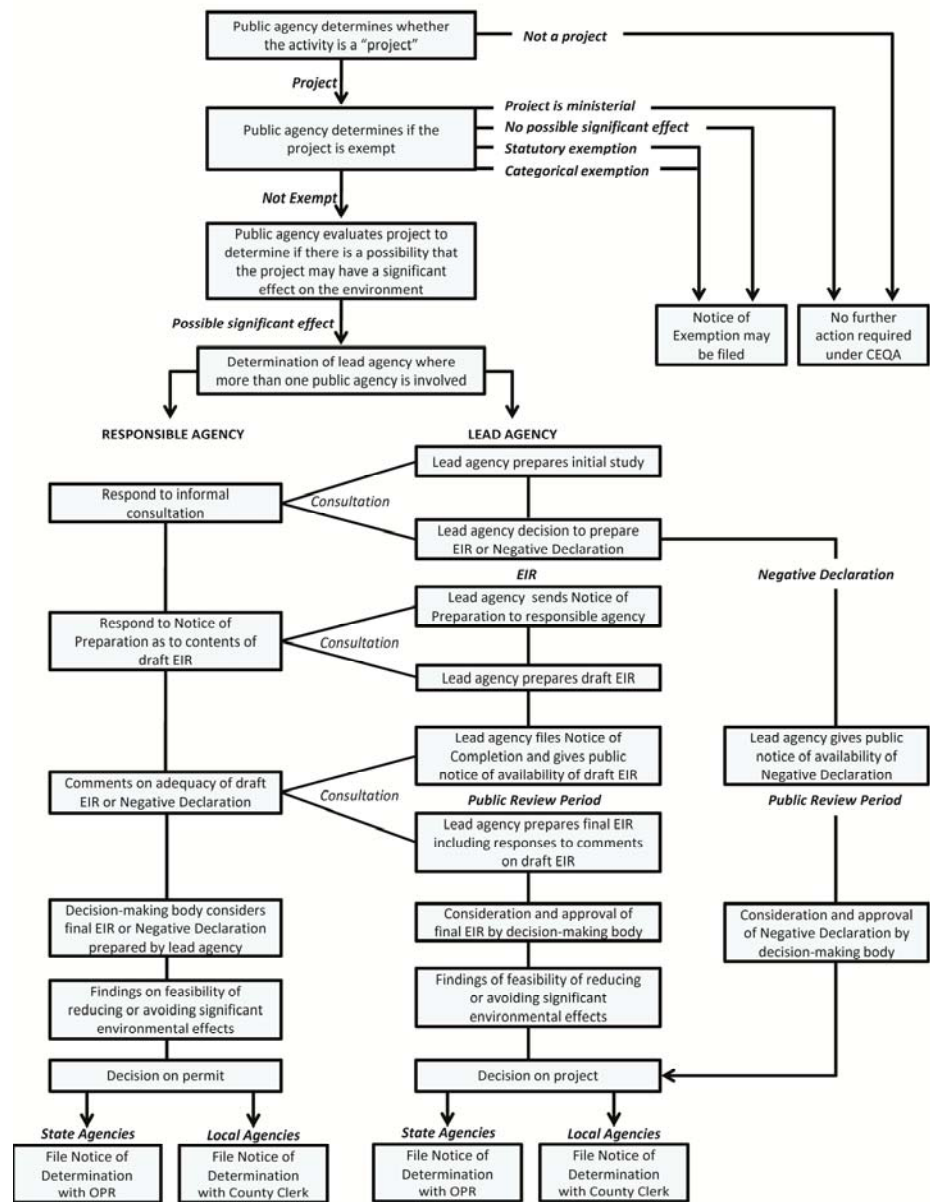 Public agency determines whether
the activity is a “project”
Not a project
Project
Public agency determines if the
project is exempt
Project is ministerial
No possible significant effect
Statutory exemption
Categorical exemption
Not Exempt
Public agency evaluates project to
determine if there is a possibility that
the project may have a significant
effect on the environment
Notice of
Exemption may
be filed
No further
action required
under CEQA
Possible significant effect
Determination of lead agency where
more than one public agency is involved
RESPONSIBLE AGENCY
LEAD AGENCY
Lead agency prepares initial study
Respond to informal
consultation
Consultation
Lead agency decision to prepare
EIR or Negative Declaration
EIR
Negative Declaration
Lead agency sends Notice of
Preparation to responsible agency
Respond to Notice of
Preparation as to contents of
draft EIR
Consultation
Lead agency prepares draft EIR
Lead agency files Notice of
Completion and gives public
notice of availability of draft EIR
Lead agency gives public
notice of availability of
Negative Declaration
Comments on adequacy of draft
EIR or Negative Declaration
Consultation
Public Review Period
Public Review Period
Lead agency prepares final EIR
including responses to comments
on draft EIR
Decision-making body considers
final EIR or Negative Declaration
prepared by lead agency
Consideration and approval of
final EIR by decision-making body
Consideration and approval
of Negative Declaration by
decision-making body
Findings on feasibility of
reducing or avoiding significant
environmental effects
Findings of feasibility of reducing
or avoiding significant
environmental effects
Decision on permit
Decision on project
State Agencies
Local Agencies
State Agencies
Local Agencies
File Notice of
Determination
with OPR
File Notice of
Determination
with County Clerk
File Notice of
Determination
with OPR
File Notice of
Determination
with County Clerk